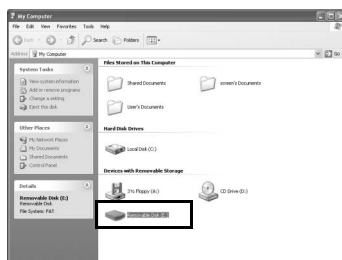 My Computer
File Edit View Favorites Tools Help
Back Search Folders
Address My Computer Go
System Tasks
View system information
Add or remove programs
Change a setting
Eject this disk
Other Places
My Network Places
My Documents
Shared Documents
Control Panel
Details
Removable Disk (E:)
Removable Disk
File System: FAT
Files Stored on This Computer
Shared Documents
screen's Documents
User's Documents
Hard Disk Drives
Local Disk (C:)
Devices with Removable Storage
3½ Floppy (A:)
CD Drive (D:)
Removable Disk (E:)